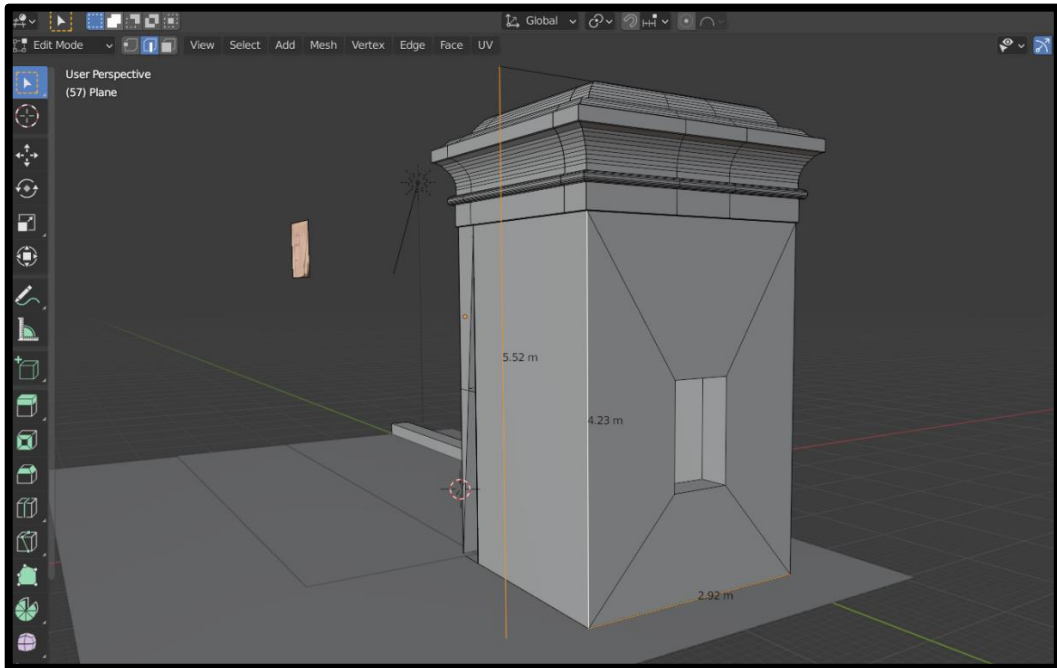 Global
Edit Mode View Select Add Mesh Vertex Edge Face UV
User Perspective
(57) Plane
5.52 m
4.23 m
2.92 m